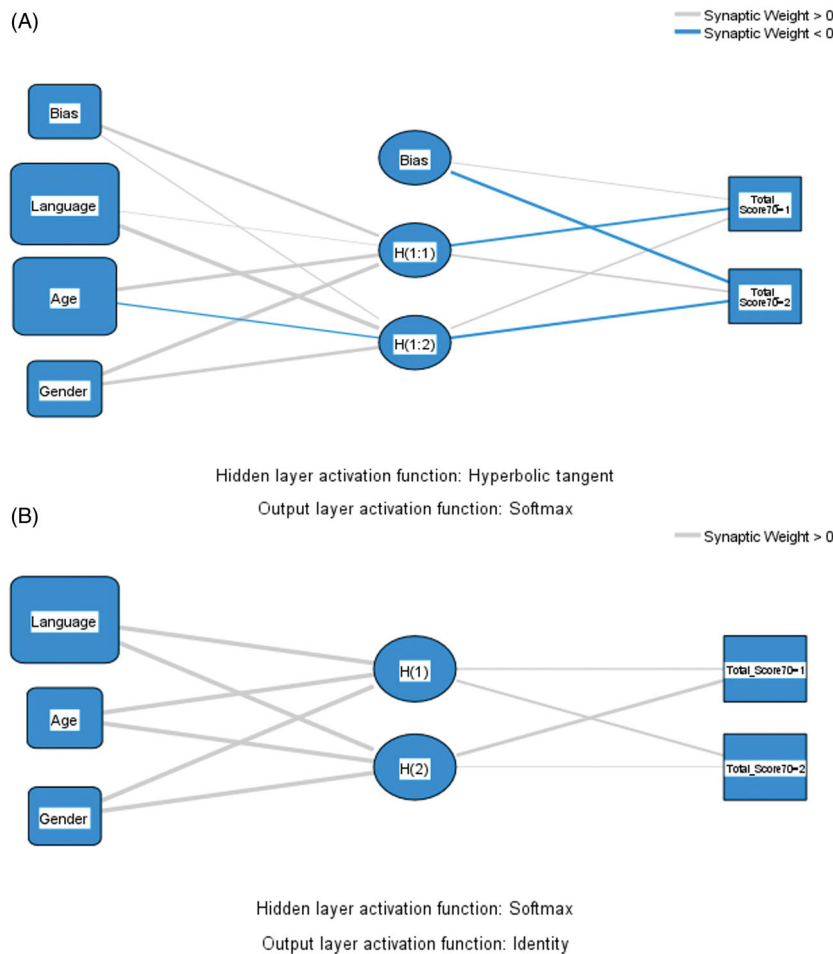 (A)
Synaptic Weight > 0
Synaptic Weight < 0
Bias
Language
Age
Gender
Bias
H(1:1)
H(1:2)
Total_
Score70=1
Total_
Score70=2
Hidden layer activation function: Hyperbolic tangent
Output layer activation function: Softmax
(B)
Synaptic Weight > 0
Language
Age
Gender
H(1)
H(2)
Total_Score70=1
Total_Score70=2
Hidden layer activation function: Softmax
Output layer activation function: Identity